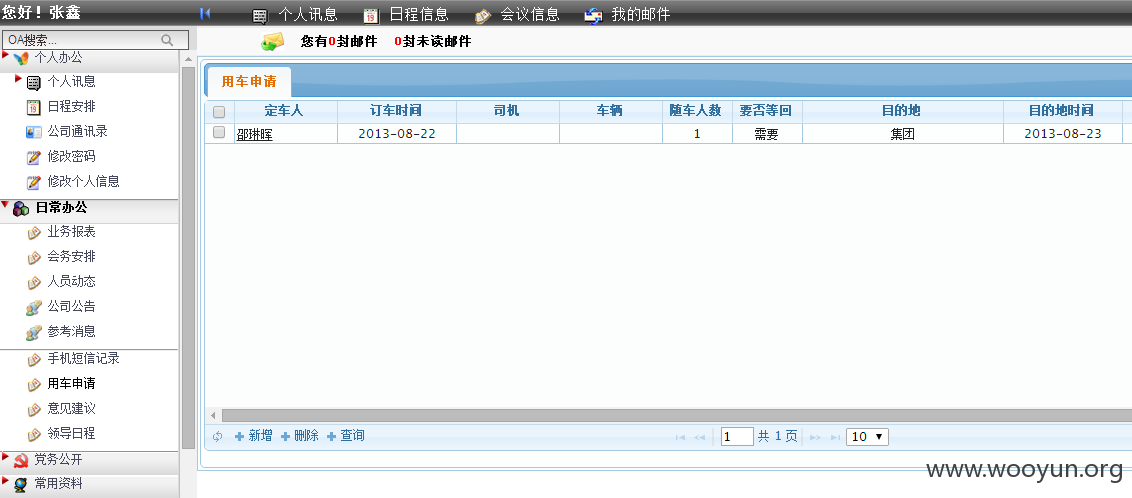 您好！张鑫
个人讯息 日程信息 会议信息 我的邮件
OA搜索...
您有0封邮件 0封未读邮件
个人办公
个人讯息
日程安排
公司通讯录
修改密码
修改个人信息
日常办公
业务报表
会务安排
人员动态
公司公告
参考消息
手机短信记录
用车申请
意见建议
领导日程
党务公开
常用资料
用车申请
定车人 订车时间 司机 车辆 随车人数 要否等回 目的地 目的地时间
邵琳晖 2013-08-22 1 需要 集团 2013-08-23
新增 删除 查询 1 共 1 页 10
www.wooyun.org